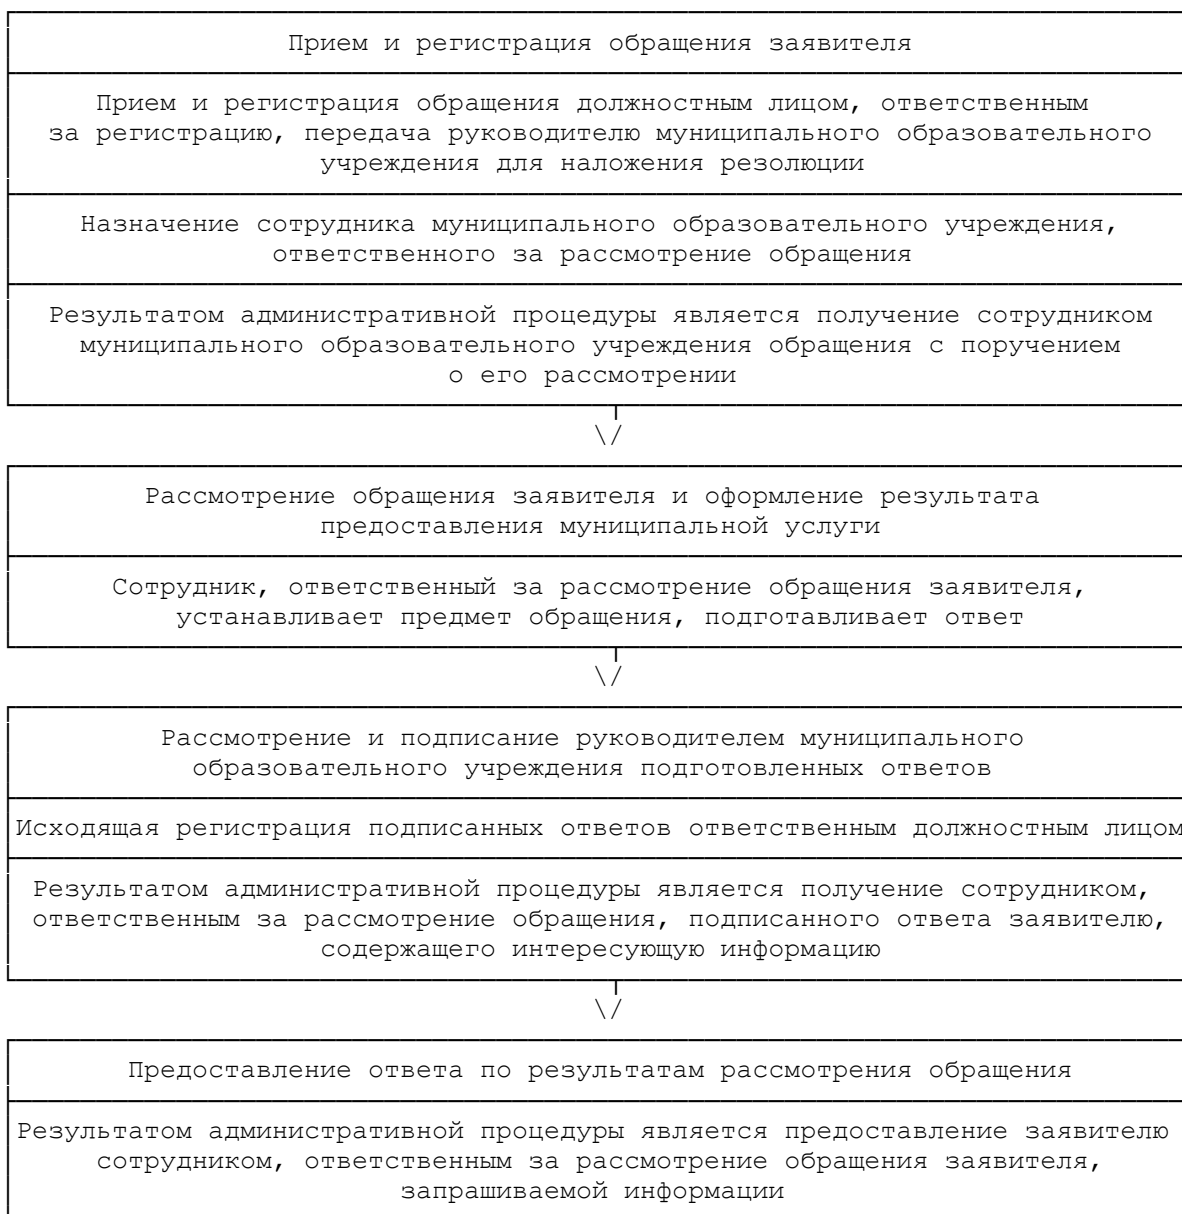 Прием и регистрация обращения заявителя
Прием и регистрация обращения должностным лицом, ответственным
за регистрацию, передача руководителю муниципального образовательного
учреждения для наложения резолюции
Назначение сотрудника муниципального образовательного учреждения,
ответственного за рассмотрение обращения
Результатом административной процедуры является получение сотрудником
муниципального образовательного учреждения обращения с поручением
о его рассмотрении
\/
Рассмотрение обращения заявителя и оформление результата
предоставления муниципальной услуги
Сотрудник, ответственный за рассмотрение обращения заявителя,
устанавливает предмет обращения, подготавливает ответ
\/
Рассмотрение и подписание руководителем муниципального
образовательного учреждения подготовленных ответов
Исходящая регистрация подписанных ответов ответственным должностным лицом
Результатом административной процедуры является получение сотрудником,
ответственным за рассмотрение обращения, подписанного ответа заявителю,
содержащего интересующую информацию
\/
Предоставление ответа по результатам рассмотрения обращения
Результатом административной процедуры является предоставление заявителю
сотрудником, ответственным за рассмотрение обращения заявителя,
запрашиваемой информации